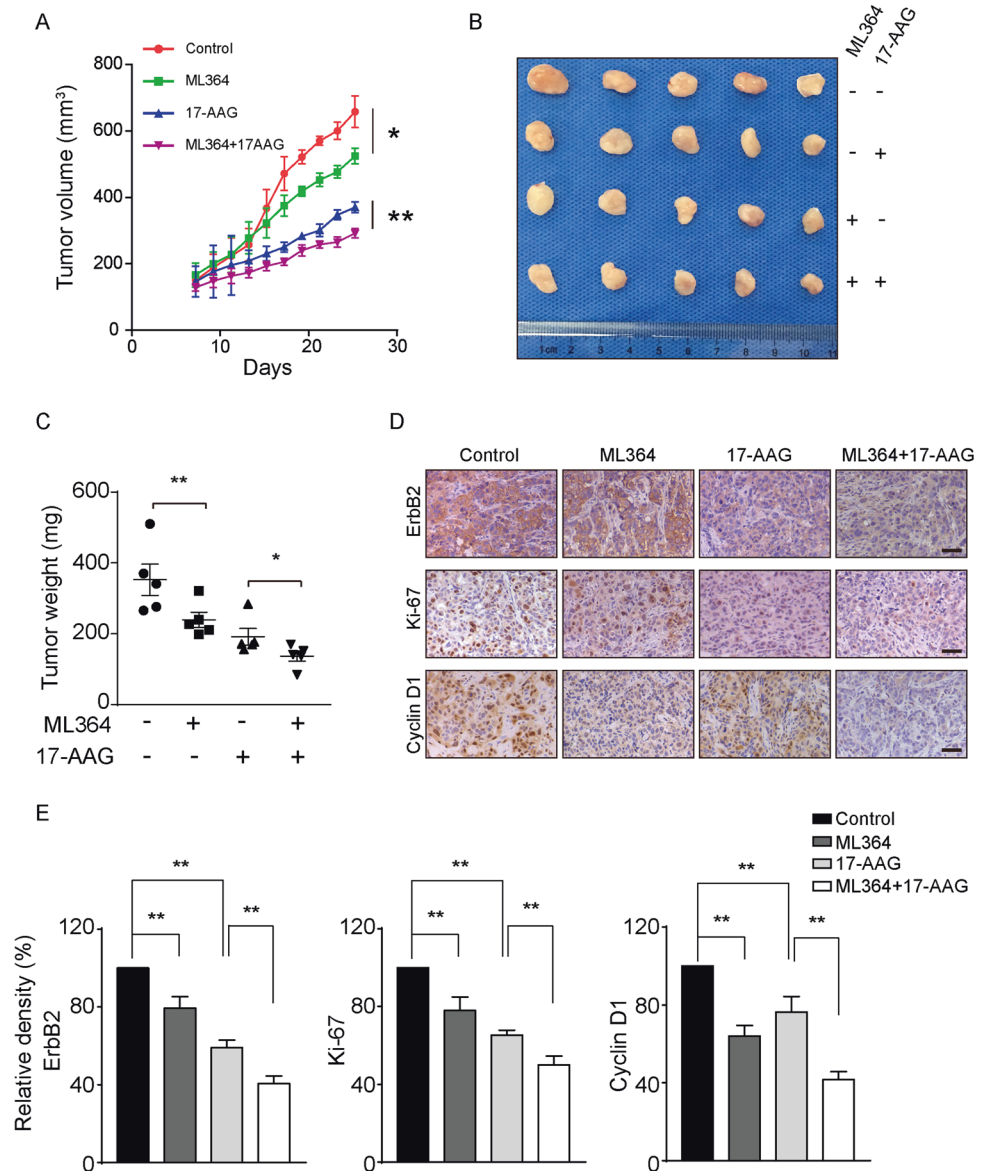 A
Control
ML364
17-AAG
ML364+17AAG
Tumor volume (mm³)
800
600
400
200
0
0 10 20 30
Days
*
**
B
ML364
17-AAG
- -
- +
+ -
+ +
1cm 2 3 4 5 6 7 8 9 10 11
C
Tumor weight (mg)
600
400
200
0
**
*
ML364 - + - +
17-AAG - - + +
D
Control ML364 17-AAG ML364+17-AAG
ErbB2
Ki-67
Cyclin D1
E
Control
ML364
17-AAG
ML364+17-AAG
Relative density (%)
ErbB2
120
80
40
0
**
**
**
Ki-67
120
80
40
0
**
**
**
Cyclin D1
120
80
40
0
**
**
**